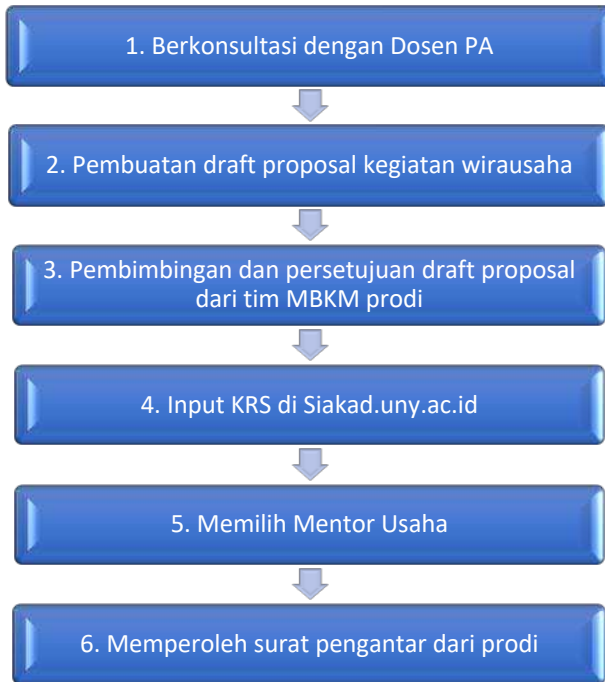 1. Berkonsultasi dengan Dosen PA
2. Pembuatan draft proposal kegiatan wirausaha
3. Pembimbingan dan persetujuan draft proposal
dari tim MBKM prodi
4. Input KRS di Siakad.uny.ac.id
5. Memilih Mentor Usaha
6. Memperoleh surat pengantar dari prodi